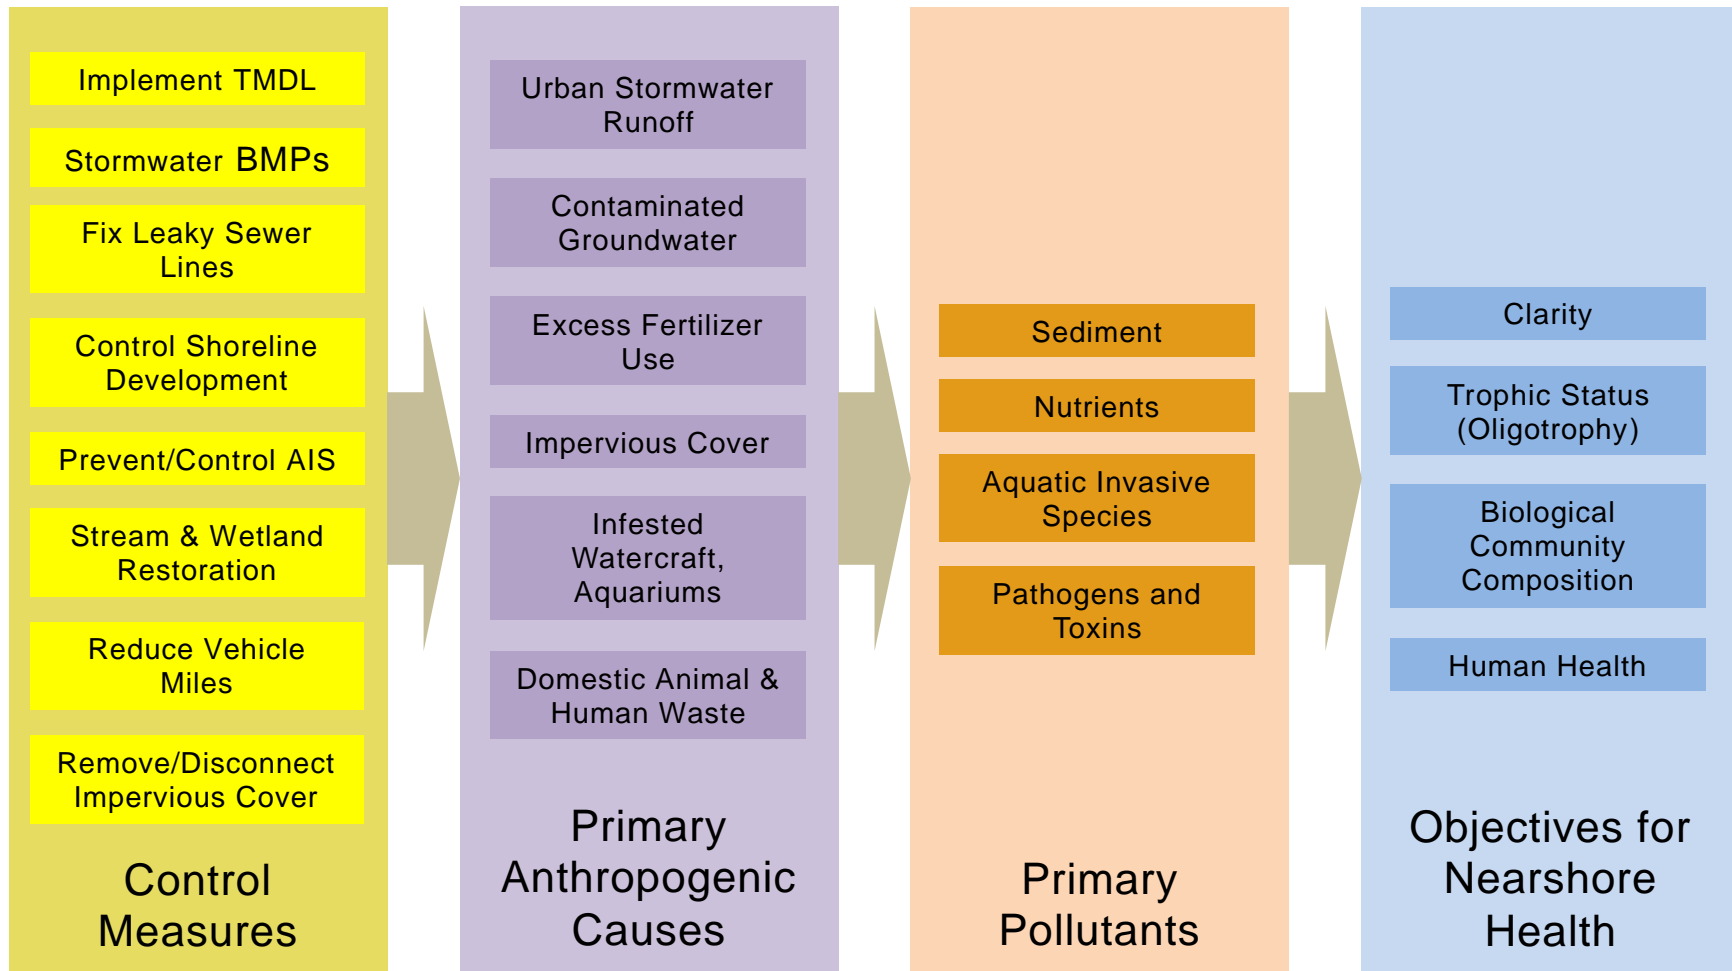 Implement TMDL
Stormwater BMPs
Fix Leaky Sewer
Lines
Control Shoreline
Development
Prevent/Control AIS
Stream & Wetland
Restoration
Reduce Vehicle
Miles
Remove/Disconnect
Impervious Cover
Control
Measures
Urban Stormwater
Runoff
Contaminated
Groundwater
Excess Fertilizer
Use
Impervious Cover
Infested
Watercraft,
Aquariums
Domestic Animal &
Human Waste
Primary
Anthropogenic
Causes
Sediment
Nutrients
Aquatic Invasive
Species
Pathogens and
Toxins
Primary
Pollutants
Clarity
Trophic Status
(Oligotrophy)
Biological
Community
Composition
Human Health
Objectives for
Nearshore
Health